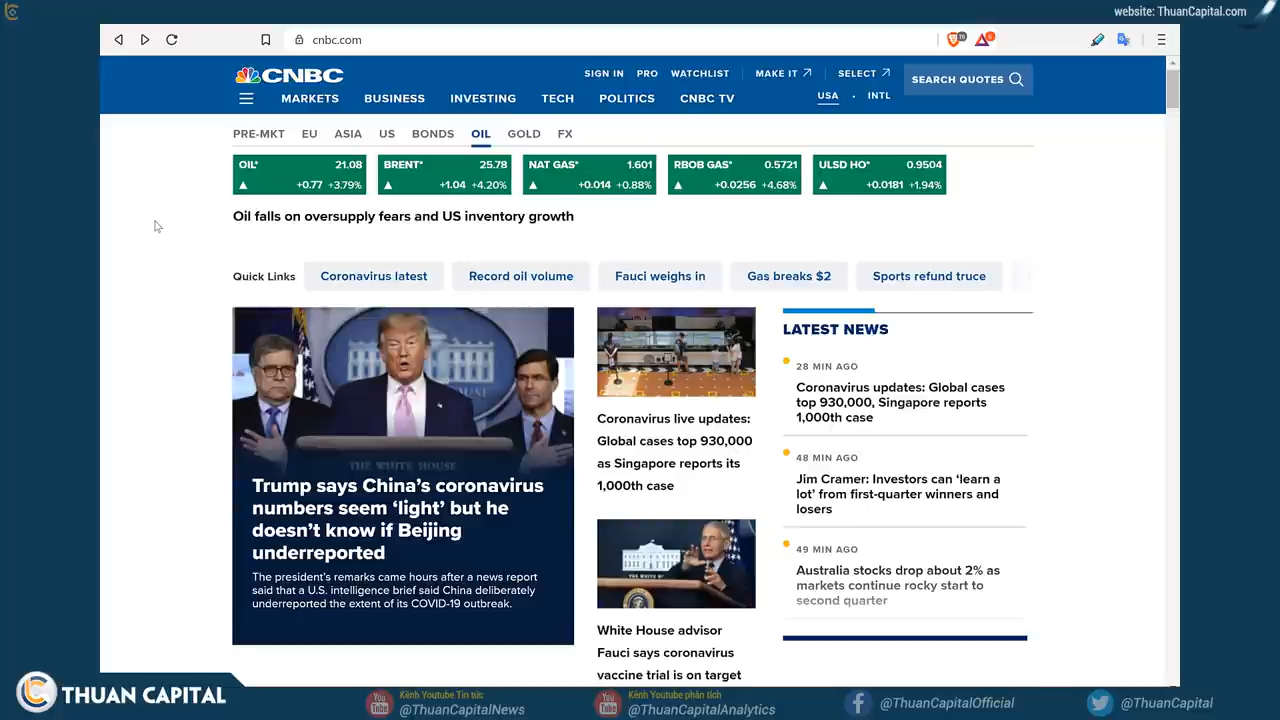 website: ThuanCapital.com
cnbc.com
CNBC
SIGN IN PRO WATCHLIST MAKE IT SELECT SEARCH QUOTES
MARKETS BUSINESS INVESTING TECH POLITICS CNBC TV USA · INTL
PRE-MKT EU ASIA US BONDS OIL GOLD FX
OIL* 21.08
+0.77 +3.79%
BRENT* 25.78
+1.04 +4.20%
NAT GAS* 1.601
+0.014 +0.88%
RBOB GAS* 0.5721
+0.0256 +4.68%
ULSD HO* 0.9504
+0.0181 +1.94%
Oil falls on oversupply fears and US inventory growth
Quick Links Coronavirus latest Record oil volume Fauci weighs in Gas breaks $2 Sports refund truce
THE WHITE HOUSE
Trump says China's coronavirus
numbers seem 'light' but he
doesn't know if Beijing
underreported
The president's remarks came hours after a news report
said that a U.S. intelligence brief said China deliberately
underreported the extent of its COVID-19 outbreak.
Coronavirus live updates:
Global cases top 930,000
as Singapore reports its
1,000th case
THE WHITE HOUSE
White House advisor
Fauci says coronavirus
vaccine trial is on target
LATEST NEWS
28 MIN AGO
Coronavirus updates: Global cases
top 930,000, Singapore reports
1,000th case
48 MIN AGO
Jim Cramer: Investors can 'learn a
lot' from first-quarter winners and
losers
49 MIN AGO
Australia stocks drop about 2% as
markets continue rocky start to
second quarter
THUAN CAPITAL
You Tube
Kênh Youtube Tin tức
@ThuanCapitalNews
You Tube
Kênh Youtube phân tích
@ThuanCapitalAnalytics
@ThuanCapitalOfficial
@ThuanCapital